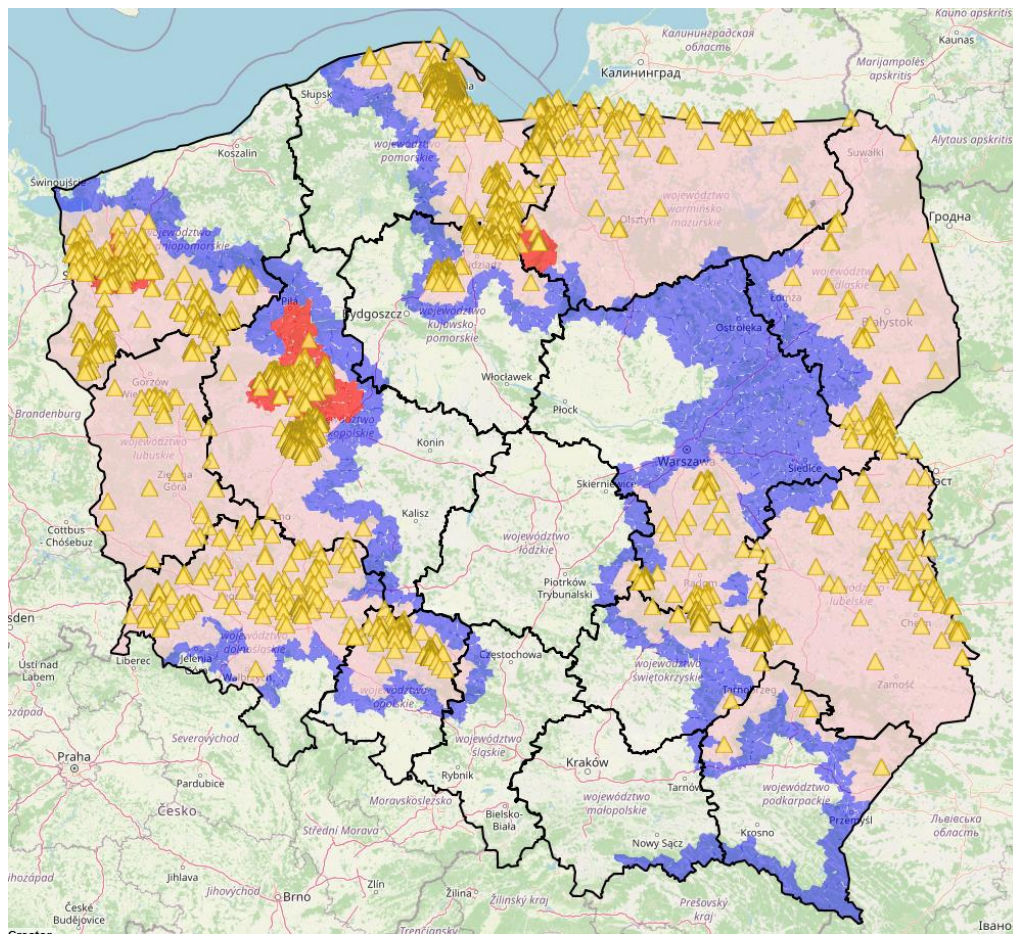 Kauno apskritis
Калининградская
область
Kaunas
Marijampolės
apskritis
Калининград
Słupsk
Alytaus apskritis
województwo
pomorskie
Koszalin
Suwałki
Świnoujście
województwo
warmińsko-
mazurskie
Гродна
Olsztyn
Łomża
Piła
Bydgoszcz
Białystok
województwo
kujawsko-
pomorskie
Ostrołęka
Włocławek
Gorzów
Brandenburg
Płock
województwo
lubuskie
Konin
Warszawa
Siedlce
Zielona
Góra
Skierniewice
Kalisz
Cottbus -
Chóśebuz
województwo
łódzkie
Piotrków
Trybunalski
Radom
lubelskie
Chełm
województwo
dolnośląskie
Liberec
Jelenia
Góra
Wałbrzych
Częstochowa
województwo
świętokrzyskie
Ústí nad
Labem
województwo
opolskie
Tarnobrzeg
Zamość
Severovýchod
województwo
śląskie
Praha
Kraków
Rybnik
Pardubice
Tarnów
województwo
podkarpackie
Moravskoslezsko
województwo
małopolskie
Česko
Bielsko-
Biała
Przemyśl
Львівська
область
Střední Morava
Krosno
Nowy Sącz
Jihlava
Jihovýchod
Zlín
Brno
Žilina
Žilinský kraj
Prešovský
kraj
České
Budějovice
Trenčiansky
Івано